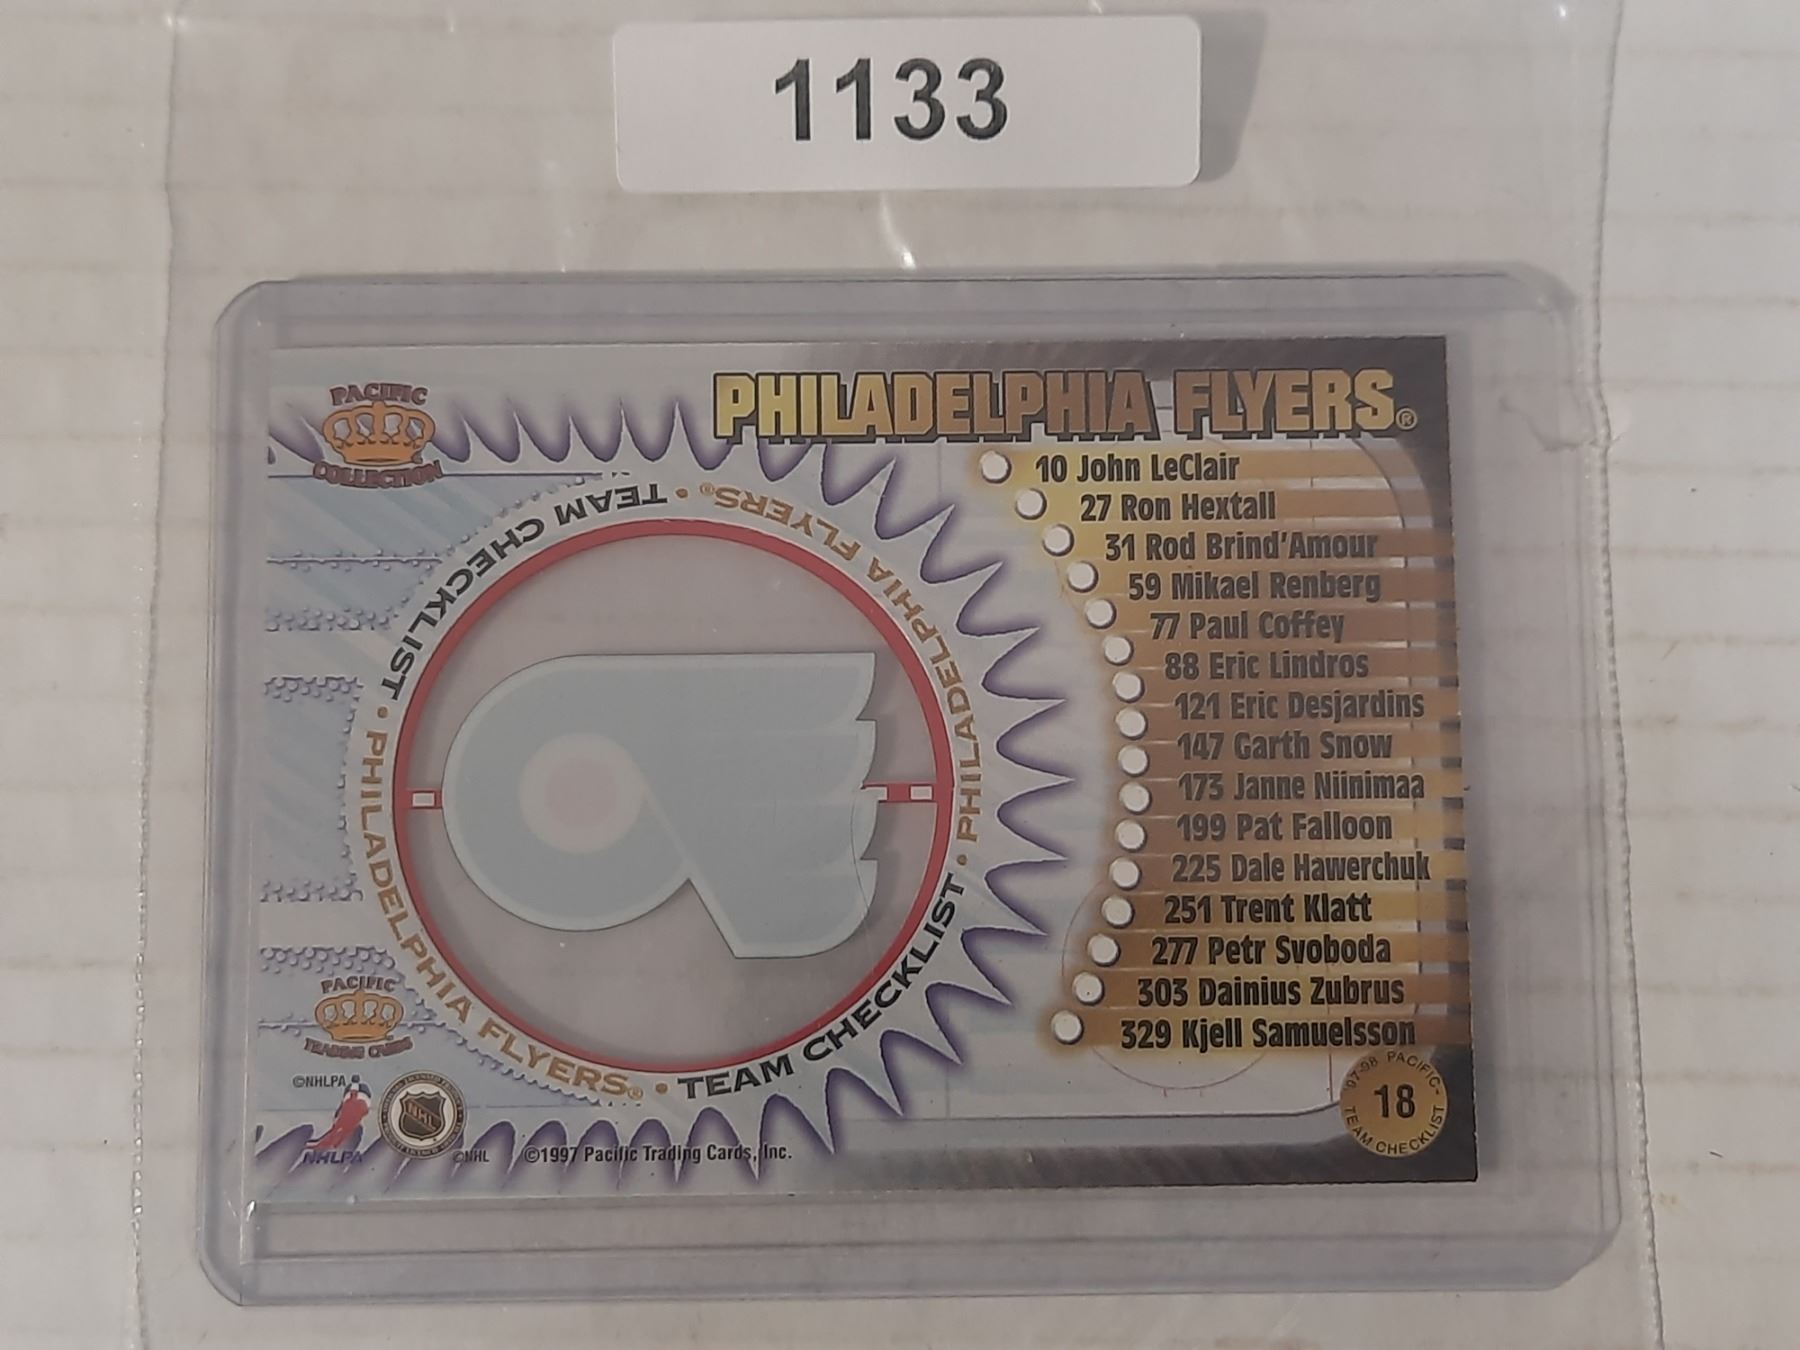 1133
PACIFIC
COLLECTION
PHILADELPHIA FLYERS®
10 John LeClair
27 Ron Hextall
31 Rod Brind'Amour
59 Mikael Renberg
77 Paul Coffey
88 Eric Lindros
121 Eric Desjardins
147 Garth Snow
173 Janne Niinimaa
199 Pat Falloon
225 Dale Hawerchuk
251 Trent Klatt
277 Petr Svoboda
303 Dainius Zubrus
329 Kjell Samuelsson
TEAM CHECKLIST • PHILADELPHIA FLYERS® • TEAM CHECKLIST • PHILADELPHIA FLYERS® •
PACIFIC
TRADING CARDS
©NHLPA
NHLPA
NHL
©NHL
©1997 Pacific Trading Cards, Inc.
'97-98 PACIFIC-
18
TEAM CHECKLIST